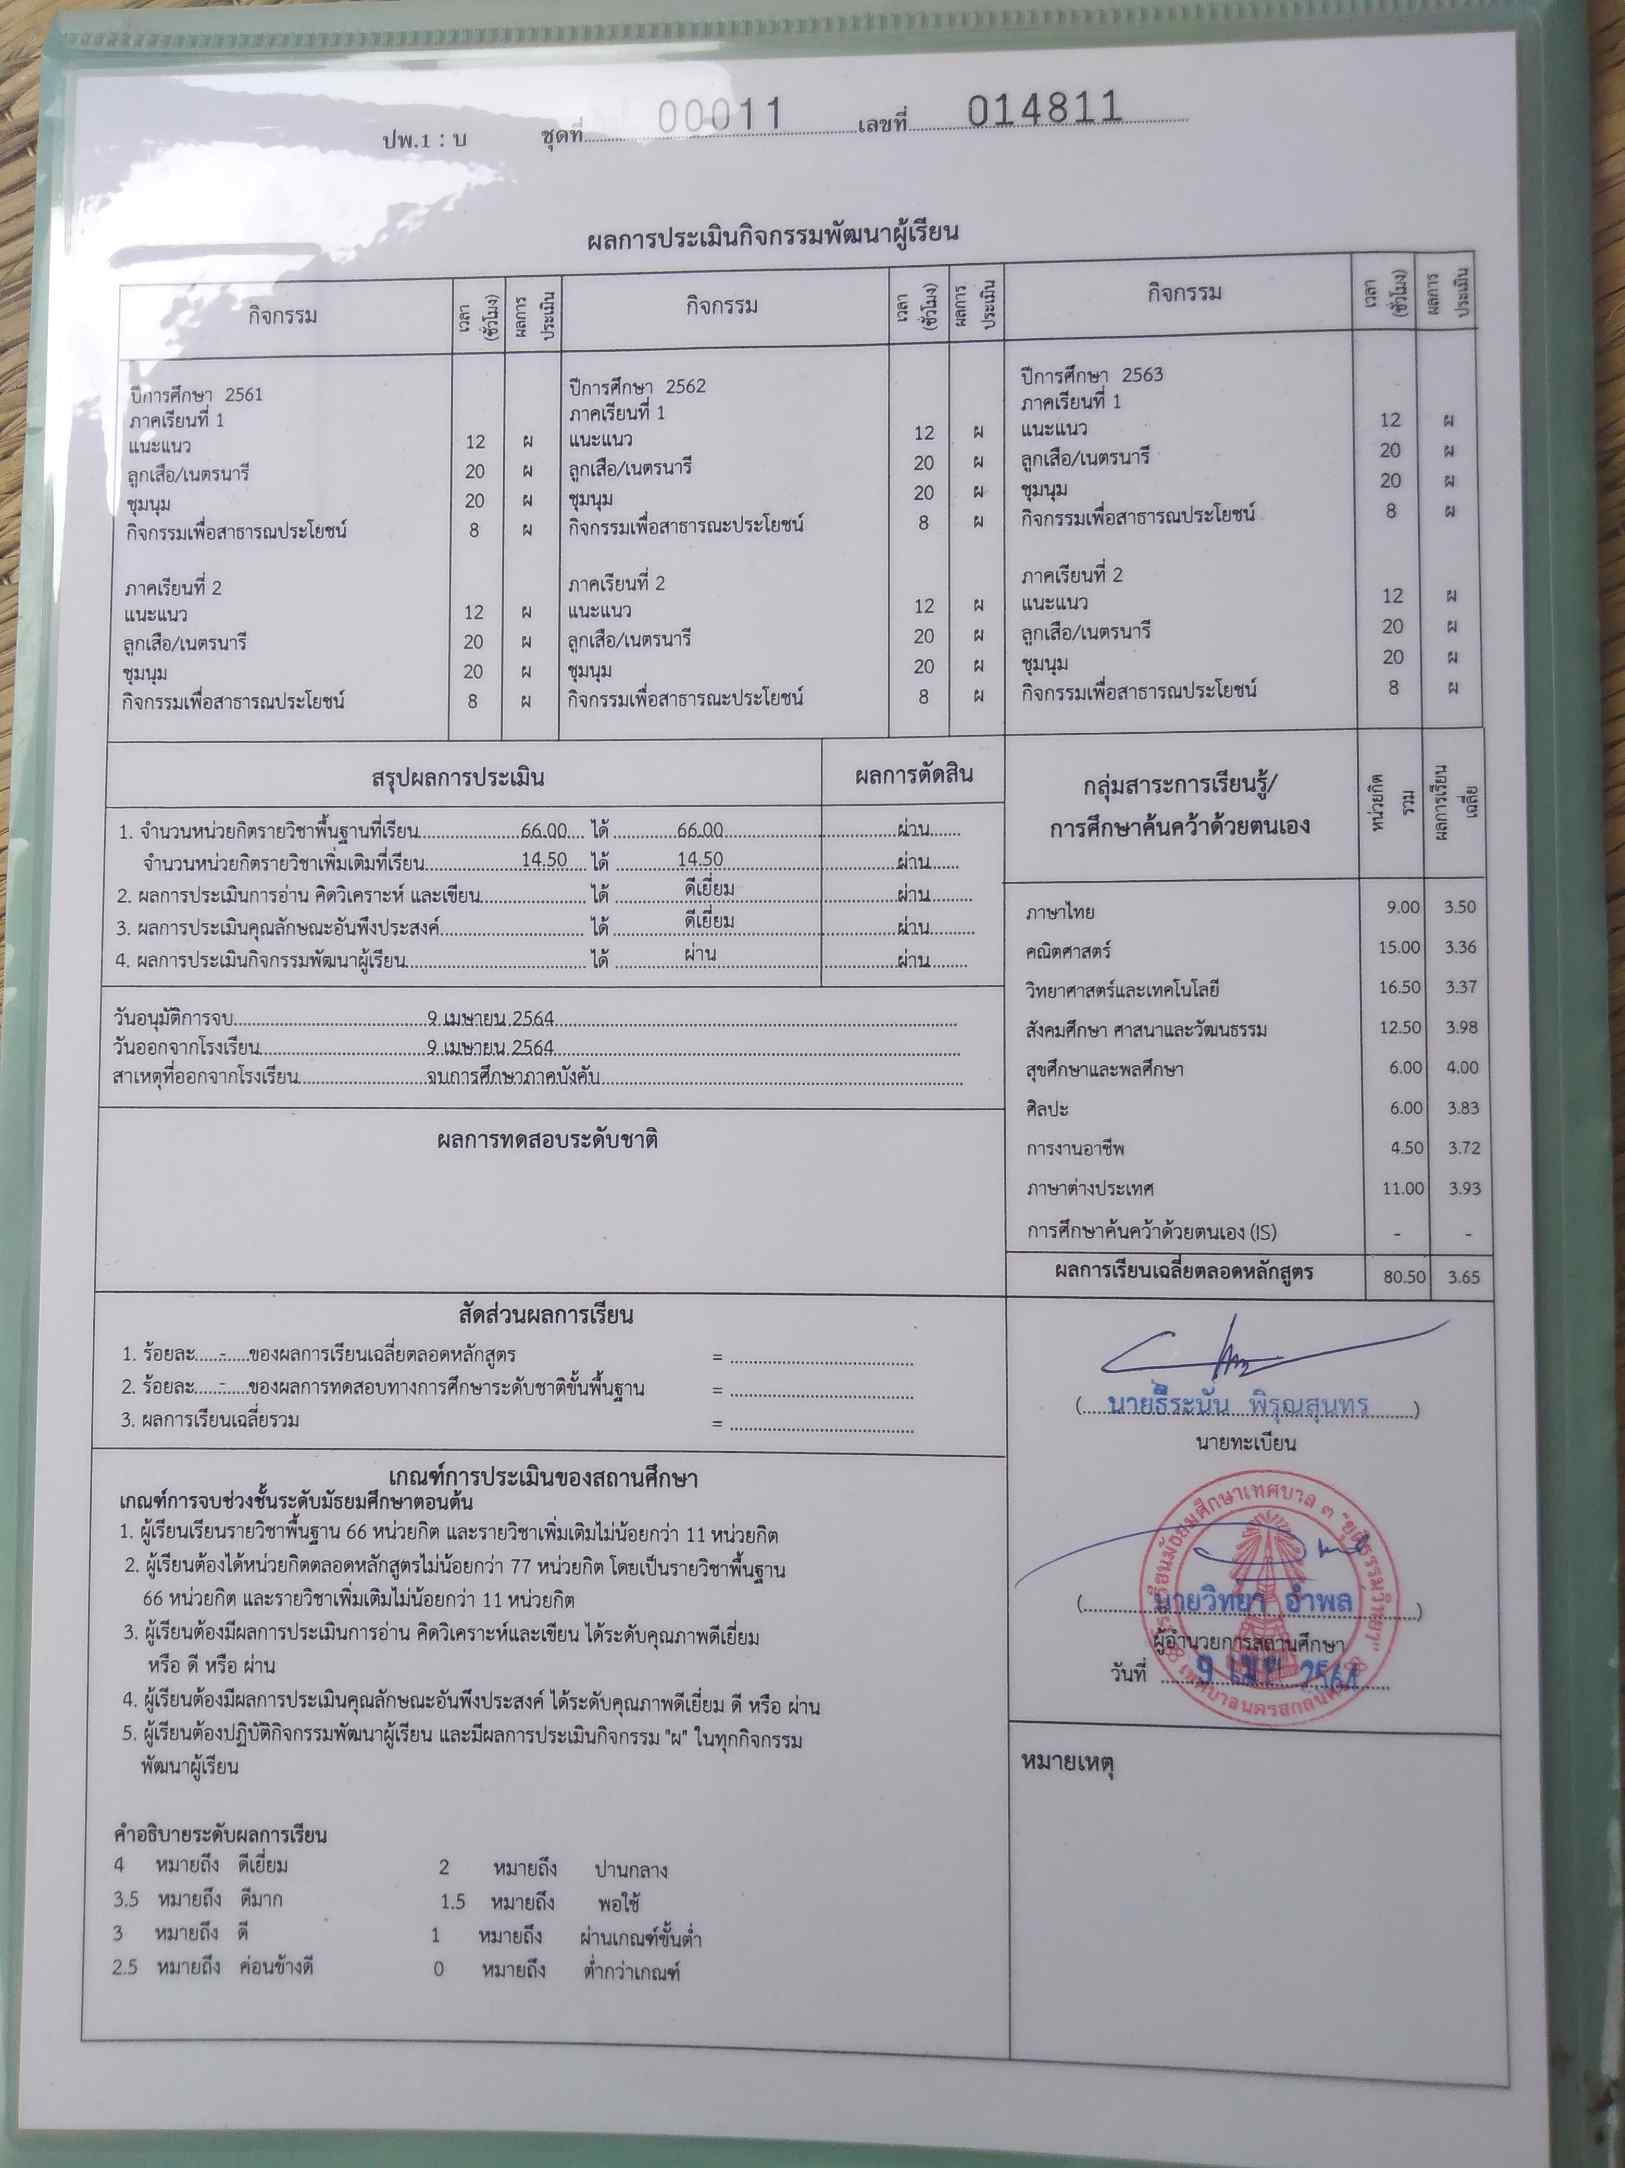 ปพ.1 : บ ชุดที่ 00011 เลขที่ 014811
ผลการประเมินกิจกรรมพัฒนาผู้เรียน
กิจกรรม เวลา (ชั่วโมง) ผลการประเมิน กิจกรรม เวลา (ชั่วโมง) ผลการประเมิน กิจกรรม เวลา (ชั่วโมง) ผลการประเมิน
ปีการศึกษา 2561 ปีการศึกษา 2562 ปีการศึกษา 2563
ภาคเรียนที่ 1 ภาคเรียนที่ 1 ภาคเรียนที่ 1
แนะแนว 12 ผ แนะแนว 12 ผ แนะแนว 12 ผ
ลูกเสือ/เนตรนารี 20 ผ ลูกเสือ/เนตรนารี 20 ผ ลูกเสือ/เนตรนารี 20 ผ
ชุมนุม 20 ผ ชุมนุม 20 ผ ชุมนุม 20 ผ
กิจกรรมเพื่อสาธารณประโยชน์ 8 ผ กิจกรรมเพื่อสาธารณะประโยชน์ 8 ผ กิจกรรมเพื่อสาธารณประโยชน์ 8 ผ
ภาคเรียนที่ 2 ภาคเรียนที่ 2 ภาคเรียนที่ 2
แนะแนว 12 ผ แนะแนว 12 ผ แนะแนว 12 ผ
ลูกเสือ/เนตรนารี 20 ผ ลูกเสือ/เนตรนารี 20 ผ ลูกเสือ/เนตรนารี 20 ผ
ชุมนุม 20 ผ ชุมนุม 20 ผ ชุมนุม 20 ผ
กิจกรรมเพื่อสาธารณประโยชน์ 8 ผ กิจกรรมเพื่อสาธารณะประโยชน์ 8 ผ กิจกรรมเพื่อสาธารณประโยชน์ 8 ผ
สรุปผลการประเมิน ผลการตัดสิน
1. จำนวนหน่วยกิตรายวิชาพื้นฐานที่เรียน 66.00 ได้ 66.00 ผ่าน
จำนวนหน่วยกิตรายวิชาเพิ่มเติมที่เรียน 14.50 ได้ 14.50 ผ่าน
2. ผลการประเมินการอ่าน คิดวิเคราะห์ และเขียน ได้ ดีเยี่ยม ผ่าน
3. ผลการประเมินคุณลักษณะอันพึงประสงค์ ได้ ดีเยี่ยม ผ่าน
4. ผลการประเมินกิจกรรมพัฒนาผู้เรียน ได้ ผ่าน ผ่าน
วันอนุมัติการจบ 9 เมษายน 2564
วันออกจากโรงเรียน 9 เมษายน 2564
สาเหตุที่ออกจากโรงเรียน จบการศึกษาภาคบังคับ
ผลการทดสอบระดับชาติ
กลุ่มสาระการเรียนรู้/
การศึกษาค้นคว้าด้วยตนเอง
หน่วยกิตรวม ผลการเรียนเฉลี่ย
ภาษาไทย 9.00 3.50
คณิตศาสตร์ 15.00 3.36
วิทยาศาสตร์และเทคโนโลยี 16.50 3.37
สังคมศึกษา ศาสนาและวัฒนธรรม 12.50 3.98
สุขศึกษาและพลศึกษา 6.00 4.00
ศิลปะ 6.00 3.83
การงานอาชีพ 4.50 3.72
ภาษาต่างประเทศ 11.00 3.93
การศึกษาค้นคว้าด้วยตนเอง (IS) - -
ผลการเรียนเฉลี่ยตลอดหลักสูตร 80.50 3.65
สัดส่วนผลการเรียน
1. ร้อยละ......-......ของผลการเรียนเฉลี่ยตลอดหลักสูตร =
2. ร้อยละ......-......ของผลการทดสอบทางการศึกษาระดับชาติขั้นพื้นฐาน =
3. ผลการเรียนเฉลี่ยรวม =
เกณฑ์การประเมินของสถานศึกษา
เกณฑ์การจบช่วงชั้นระดับมัธยมศึกษาตอนต้น
1. ผู้เรียนเรียนรายวิชาพื้นฐาน 66 หน่วยกิต และรายวิชาเพิ่มเติมไม่น้อยกว่า 11 หน่วยกิต
2. ผู้เรียนต้องได้หน่วยกิตตลอดหลักสูตรไม่น้อยกว่า 77 หน่วยกิต โดยเป็นรายวิชาพื้นฐาน
66 หน่วยกิต และรายวิชาเพิ่มเติมไม่น้อยกว่า 11 หน่วยกิต
3. ผู้เรียนต้องมีผลการประเมินการอ่าน คิดวิเคราะห์และเขียน ได้ระดับคุณภาพดีเยี่ยม
หรือ ดี หรือ ผ่าน
4. ผู้เรียนต้องมีผลการประเมินคุณลักษณะอันพึงประสงค์ ได้ระดับคุณภาพดีเยี่ยม ดี หรือ ผ่าน
5. ผู้เรียนต้องปฏิบัติกิจกรรมพัฒนาผู้เรียน และมีผลการประเมินกิจกรรม "ผ" ในทุกกิจกรรม
พัฒนาผู้เรียน
คำอธิบายระดับผลการเรียน
4 หมายถึง ดีเยี่ยม 2 หมายถึง ปานกลาง
3.5 หมายถึง ดีมาก 1.5 หมายถึง พอใช้
3 หมายถึง ดี 1 หมายถึง ผ่านเกณฑ์ขั้นต่ำ
2.5 หมายถึง ค่อนข้างดี 0 หมายถึง ต่ำกว่าเกณฑ์
(นายธีระนัน พิรุณสุนทร)
นายทะเบียน
(นายวิทยา อำพล)
ผู้อำนวยการสถานศึกษา
วันที่ 9 เม.ย. 2564
โรงเรียนมัธยมศึกษาเทศบาล ๓ "ยุติธรรมวิทยา"
เทศบาลนครสกลนคร
หมายเหตุ